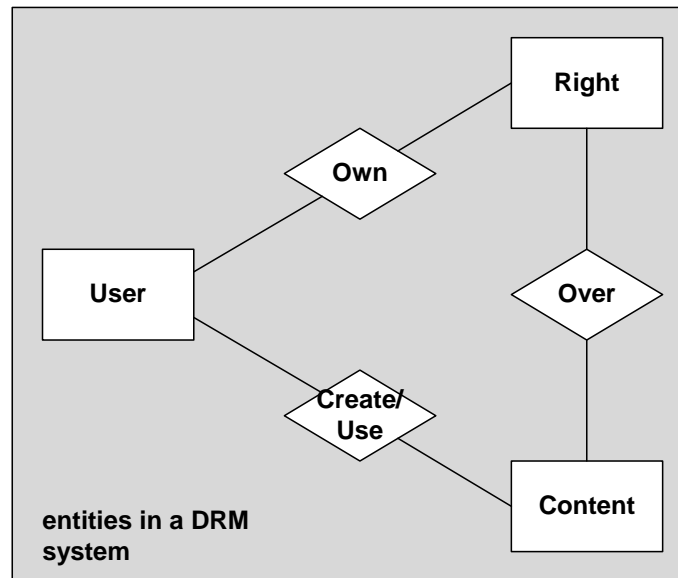 Right
Own
User
Over
Create/
Use
Content
entities in a DRM
system